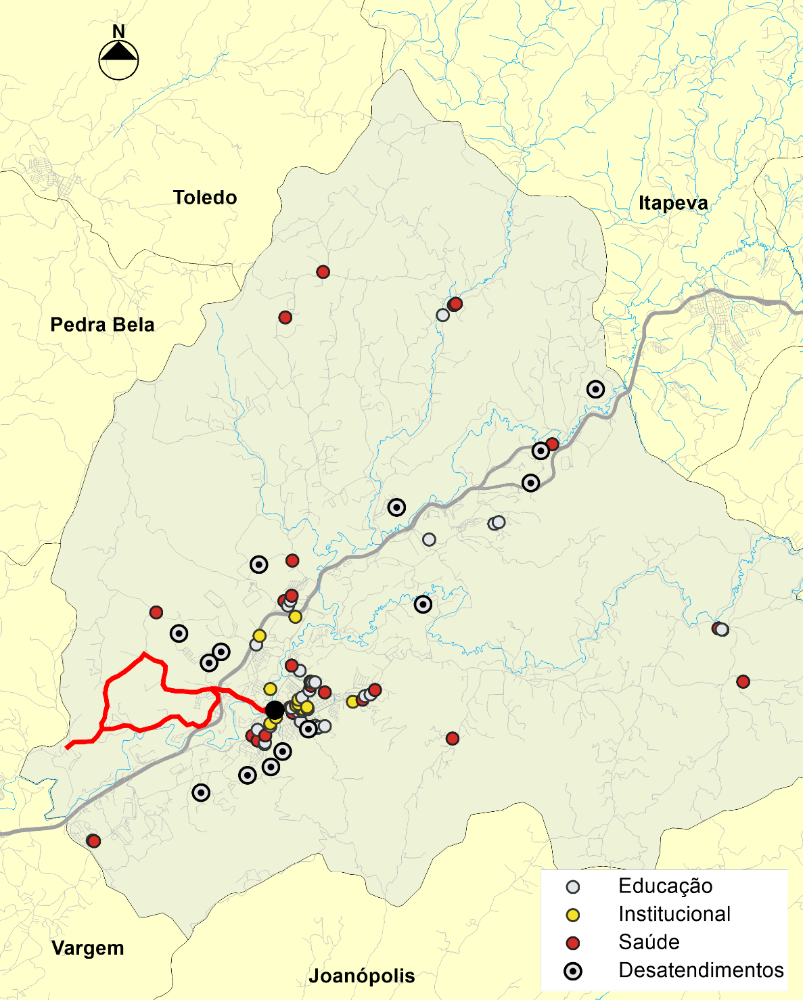 N
Toledo
Itapeva
Pedra Bela
Educação
Institucional
Saúde
Desatendimentos
Vargem
Joanópolis